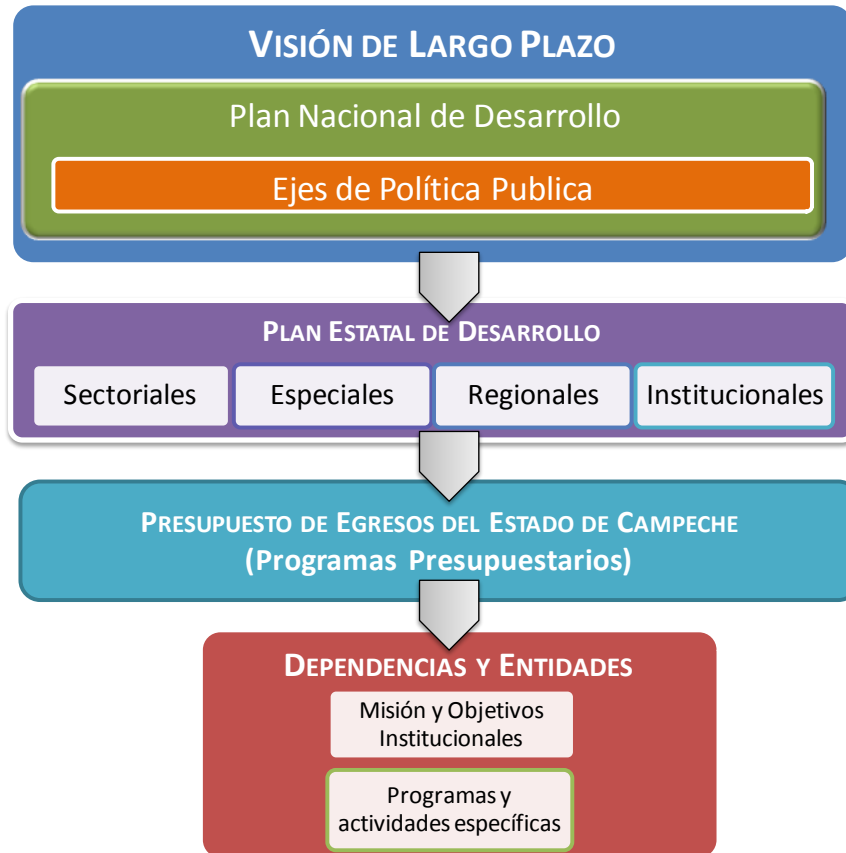 VISIÓN DE LARGO PLAZO
Plan Nacional de Desarrollo
Ejes de Política Publica
PLAN ESTATAL DE DESARROLLO
Sectoriales
Especiales
Regionales
Institucionales
PRESUPUESTO DE EGRESOS DEL ESTADO DE CAMPECHE
(Programas Presupuestarios)
DEPENDENCIAS Y ENTIDADES
Misión y Objetivos
Institucionales
Programas y
actividades específicas